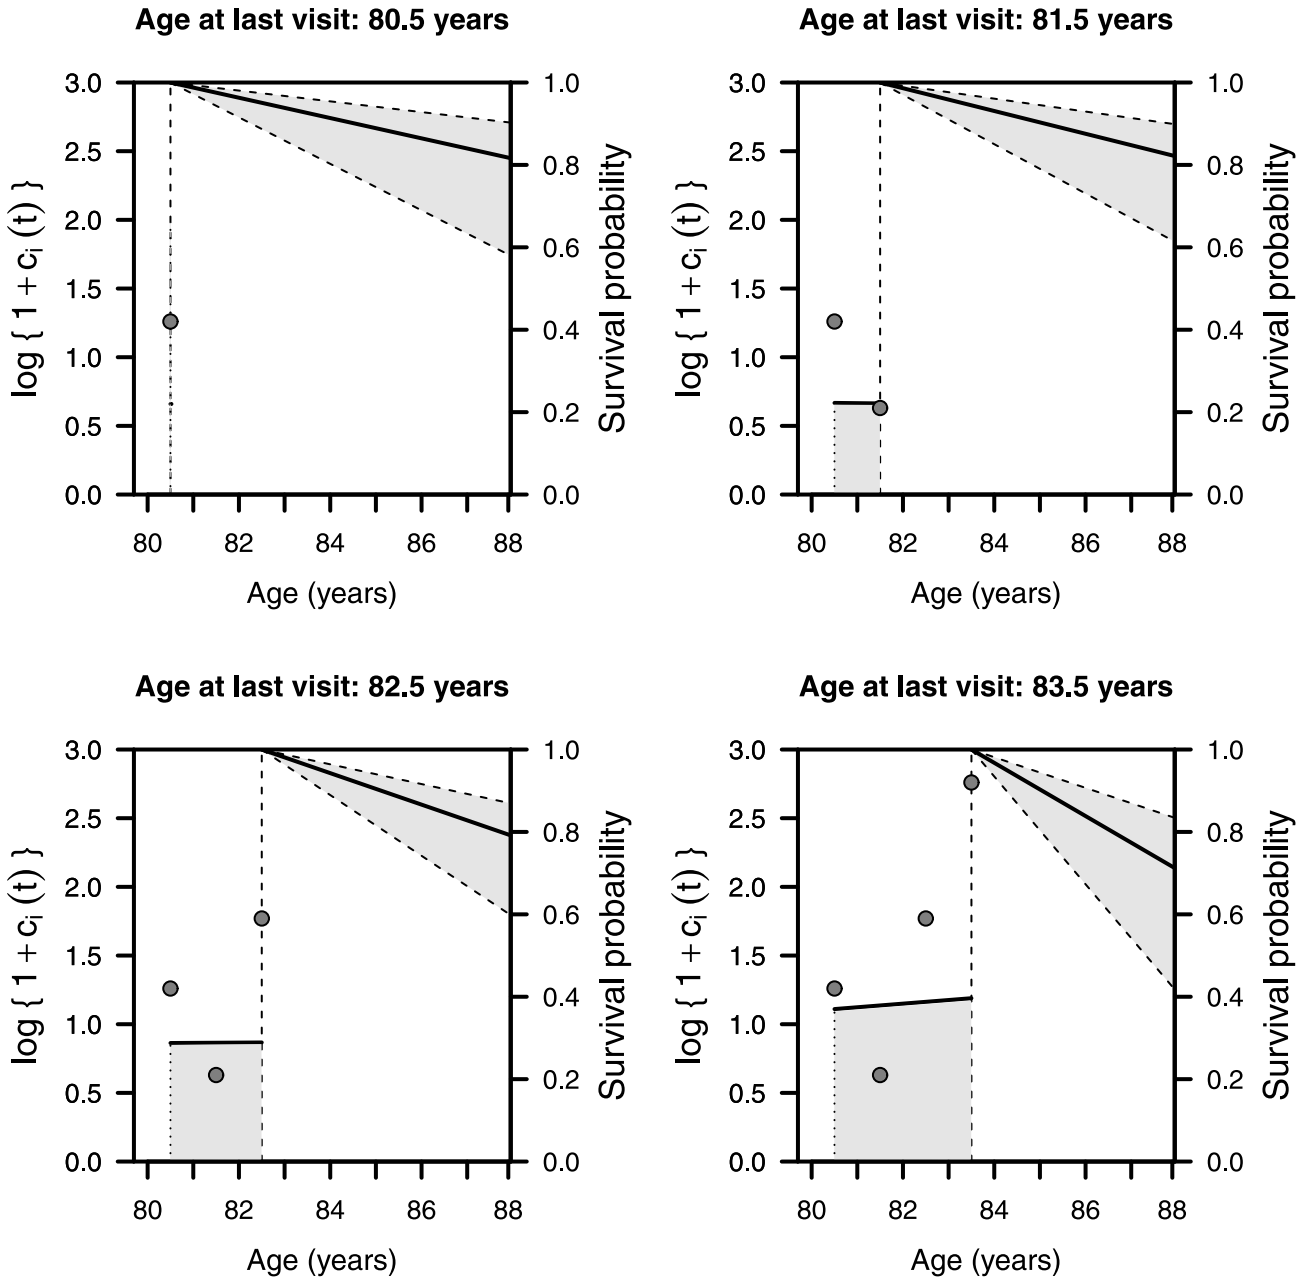 Age at last visit: 80.5 years
3.0
2.5
2.0
1.5
1.0
0.5
0.0
log { 1 + ci (t) }
1.0
0.8
0.6
0.4
0.2
0.0
Survival probability
80 82 84 86 88
Age (years)
Age at last visit: 81.5 years
3.0
2.5
2.0
1.5
1.0
0.5
0.0
log { 1 + ci (t) }
1.0
0.8
0.6
0.4
0.2
0.0
Survival probability
80 82 84 86 88
Age (years)
Age at last visit: 82.5 years
3.0
2.5
2.0
1.5
1.0
0.5
0.0
log { 1 + ci (t) }
1.0
0.8
0.6
0.4
0.2
0.0
Survival probability
80 82 84 86 88
Age (years)
Age at last visit: 83.5 years
3.0
2.5
2.0
1.5
1.0
0.5
0.0
log { 1 + ci (t) }
1.0
0.8
0.6
0.4
0.2
0.0
Survival probability
80 82 84 86 88
Age (years)